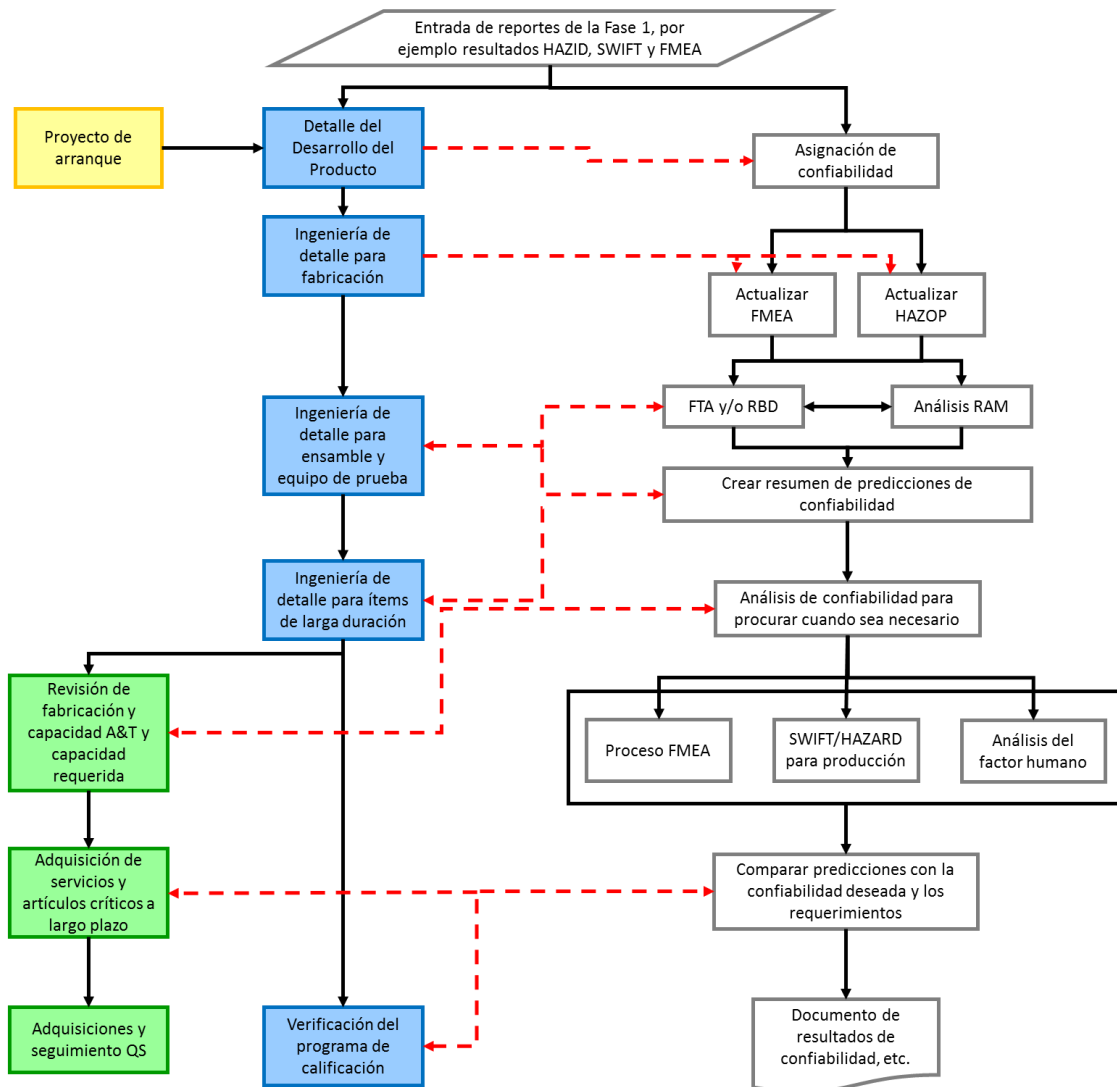 Entrada de reportes de la Fase 1, por
ejemplo resultados HAZID, SWIFT y FMEA
Proyecto de
arranque
Detalle del
Desarrollo del
Producto
Asignación de
confiabilidad
Ingeniería de
detalle para
fabricación
Actualizar
FMEA
Actualizar
HAZOP
FTA y/o RBD
Análisis RAM
Ingeniería de
detalle para
ensamble y
equipo de prueba
Crear resumen de predicciones de
confiabilidad
Ingeniería de
detalle para ítems
de larga duración
Análisis de confiabilidad para
procurar cuando sea necesario
Revisión de
fabricación y
capacidad A&T y
capacidad
requerida
Proceso FMEA
SWIFT/HAZARD
para producción
Análisis del
factor humano
Adquisición de
servicios y
artículos críticos a
largo plazo
Comparar predicciones con la
confiabilidad deseada y los
requerimientos
Adquisiciones y
seguimiento QS
Verificación del
programa de
calificación
Documento de
resultados de
confiabilidad, etc.